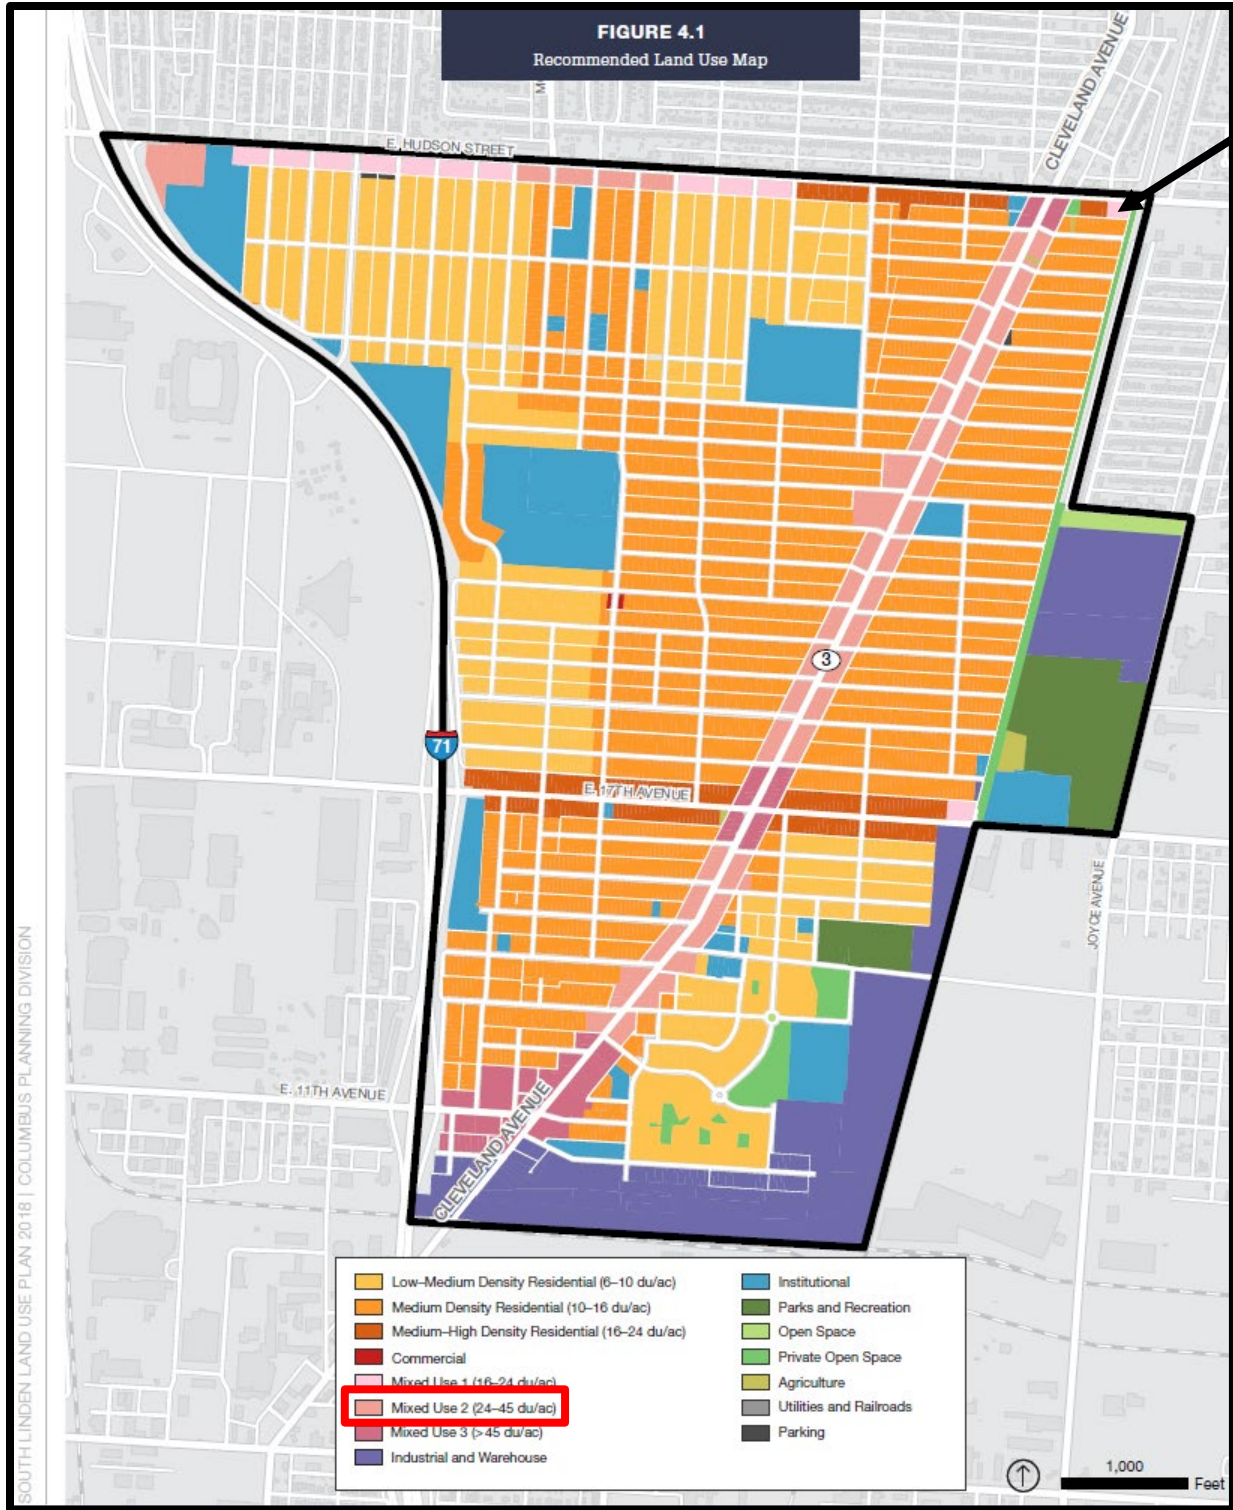 FIGURE 4.1
Recommended Land Use Map
CLEVELAND AVENUE
E. HUDSON STREET
CLEVELAND AVENUE
3
71
E. 17TH AVENUE
JOYCE AVENUE
E. 11TH AVENUE
CLEVELAND AVENUE
SOUTH LINDEN LAND USE PLAN 2018 | COLUMBUS PLANNING DIVISION
Low–Medium Density Residential (6–10 du/ac)
Medium Density Residential (10–16 du/ac)
Medium–High Density Residential (16–24 du/ac)
Commercial
Mixed Use 1 (16–24 du/ac)
Mixed Use 2 (24–45 du/ac)
Mixed Use 3 (>45 du/ac)
Industrial and Warehouse
Institutional
Parks and Recreation
Open Space
Private Open Space
Agriculture
Utilities and Railroads
Parking
1,000
Feet